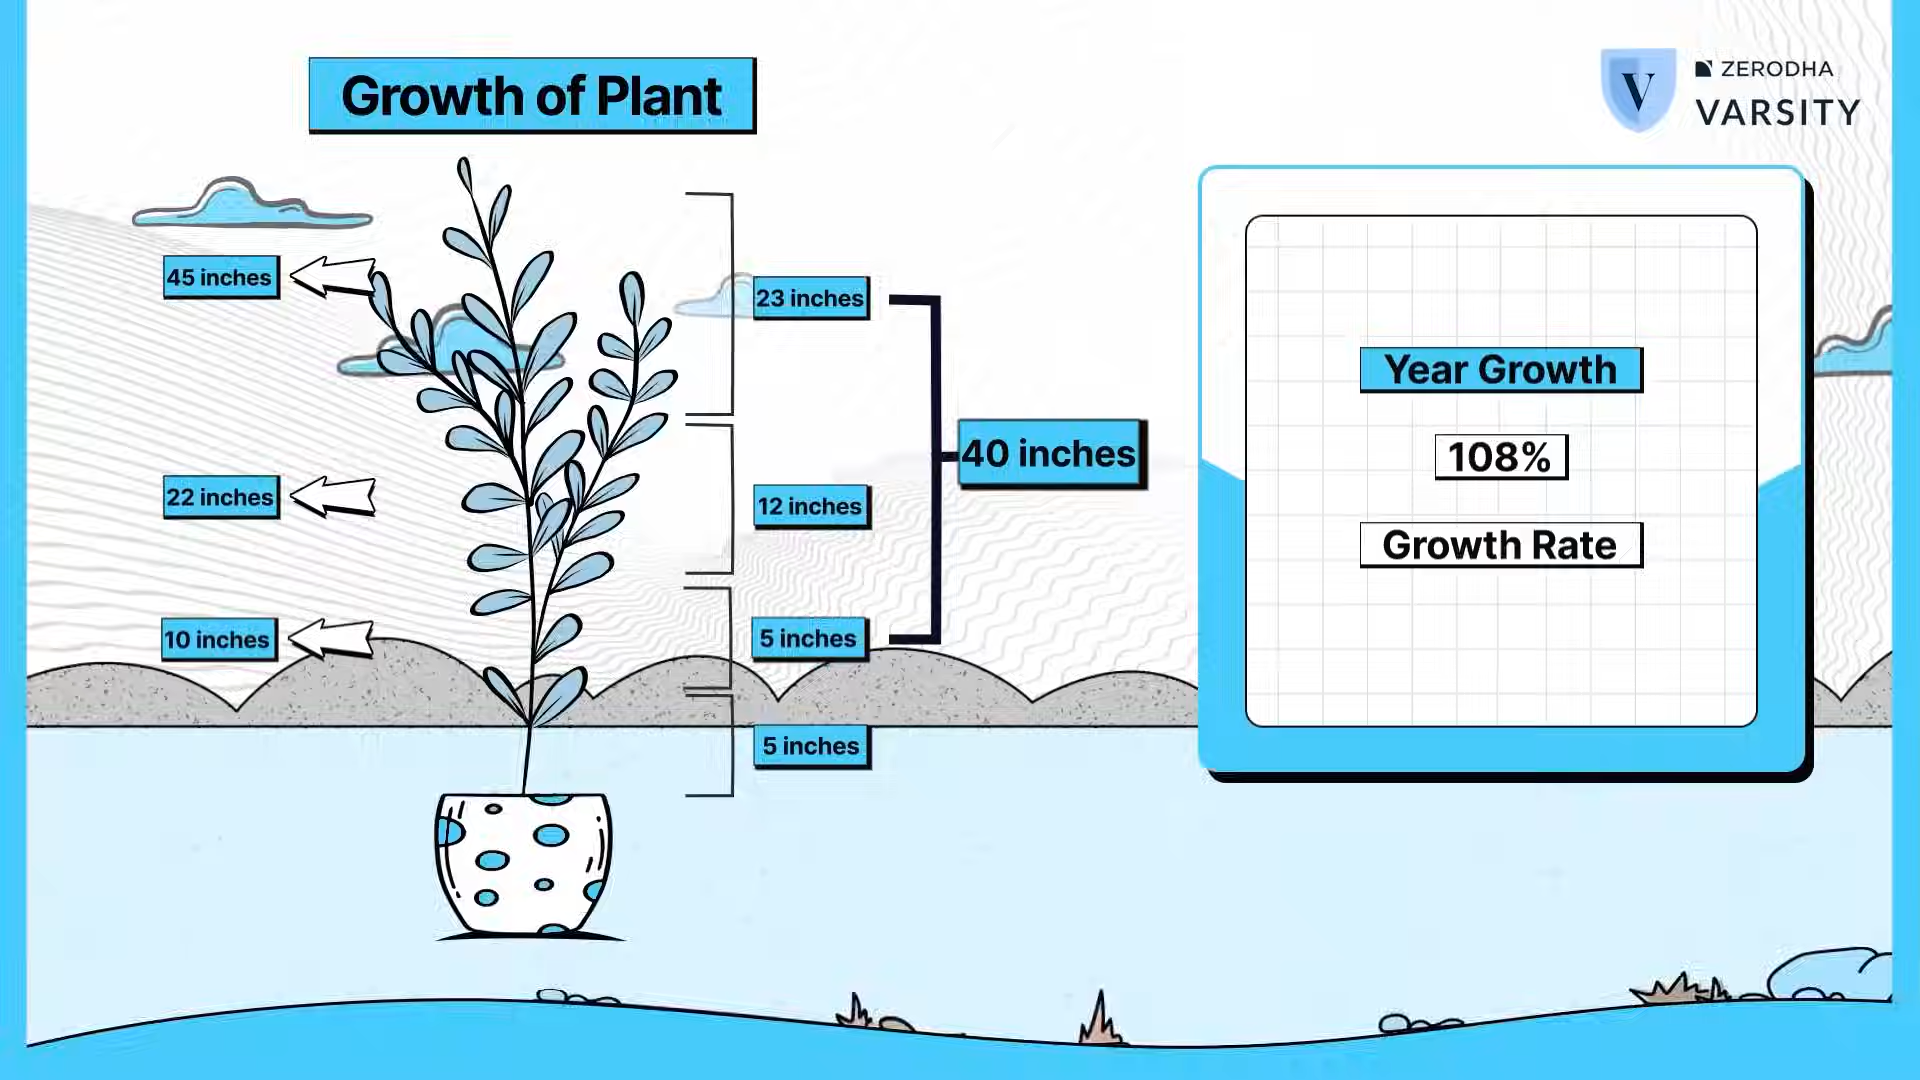 Growth of Plant
V
ZERODHA
VARSITY
45 inches
22 inches
10 inches
23 inches
12 inches
5 inches
5 inches
40 inches
Year Growth
108%
Growth Rate